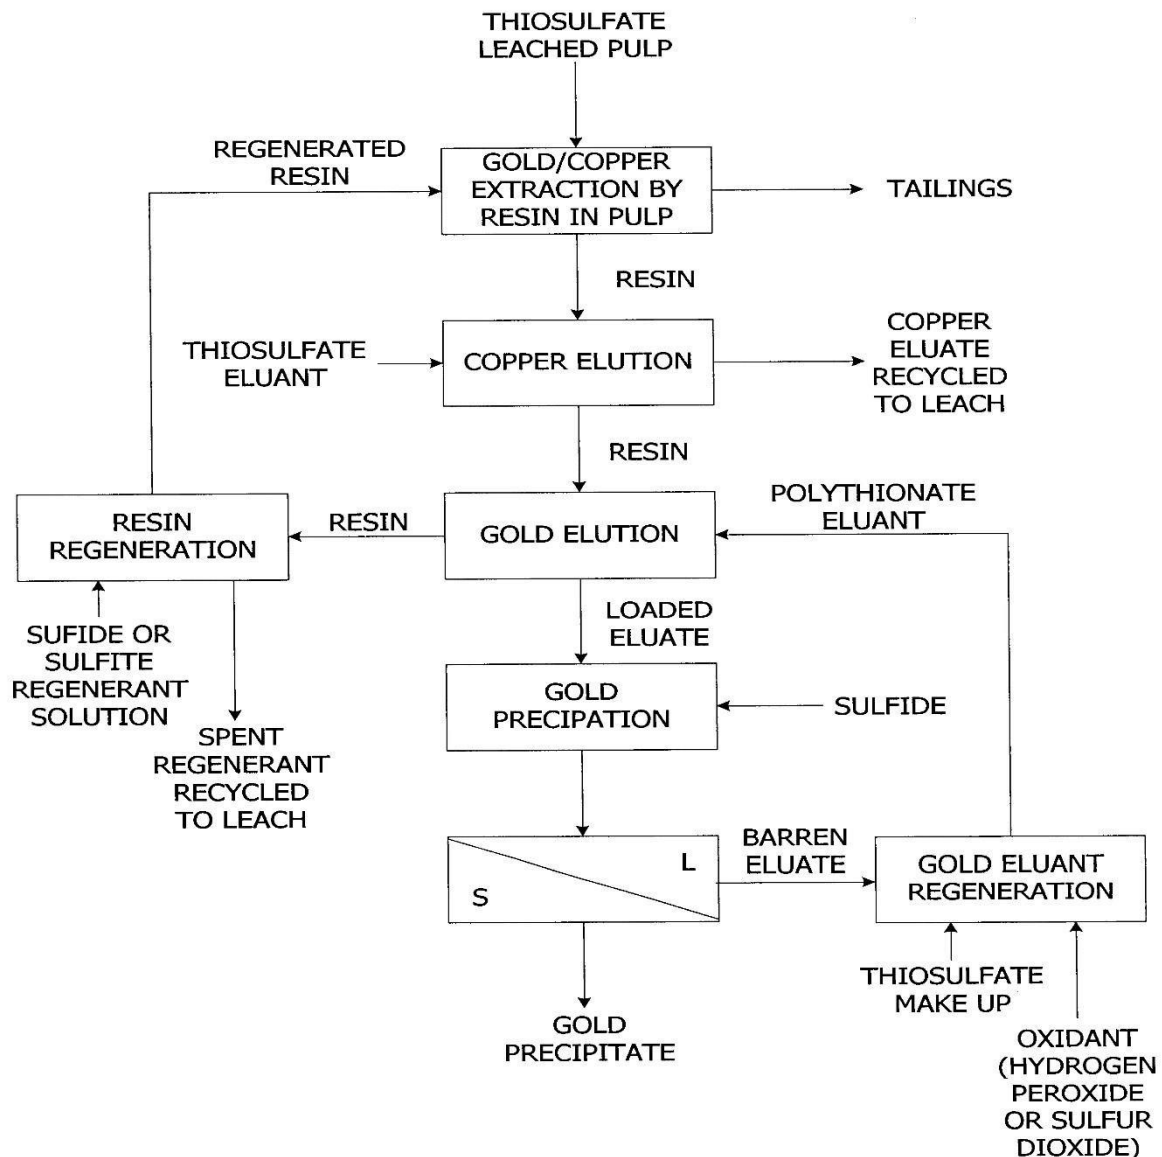 THIOSULFATE
LEACHED PULP
REGENERATED
RESIN
GOLD/COPPER
EXTRACTION BY
RESIN IN PULP
TAILINGS
RESIN
THIOSULFATE
ELUANT
COPPER ELUTION
COPPER
ELUATE
RECYCLED
TO LEACH
RESIN
POLYTHIONATE
ELUANT
RESIN
REGENERATION
RESIN
GOLD ELUTION
LOADED
ELUATE
SUFIDE OR
SULFITE
REGENERANT
SOLUTION
GOLD
PRECIPATION
SULFIDE
SPENT
REGENERANT
RECYCLED
TO LEACH
S
L
BARREN
ELUATE
GOLD ELUANT
REGENERATION
THIOSULFATE
MAKE UP
GOLD
PRECIPITATE
OXIDANT
(HYDROGEN
PEROXIDE
OR SULFUR
DIOXIDE)